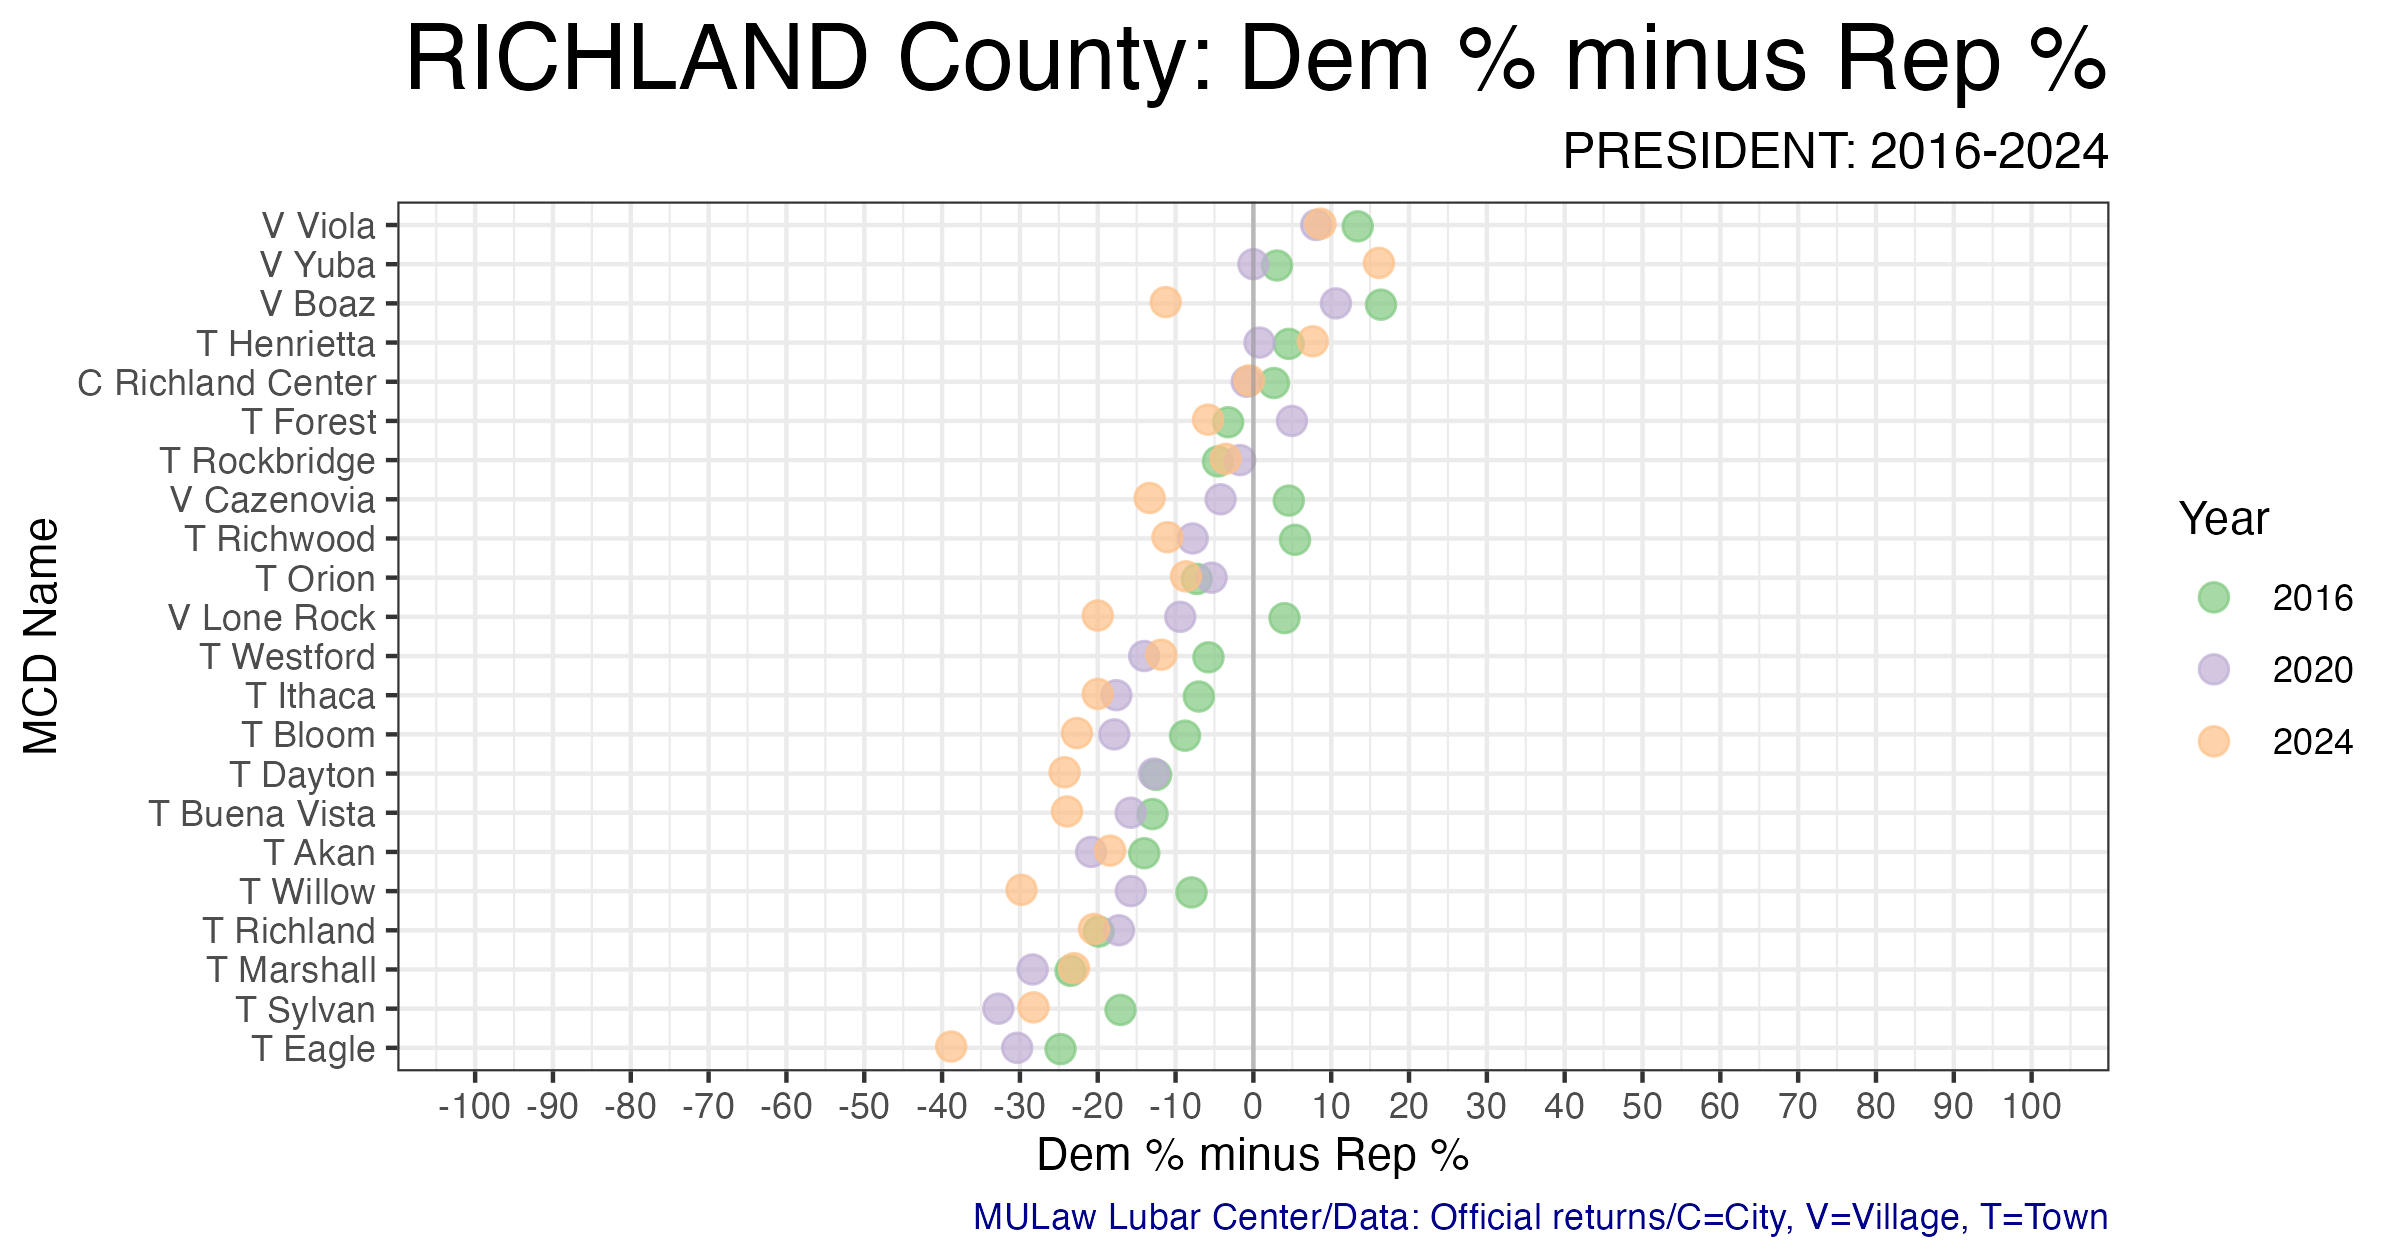 RICHLAND County: Dem % minus Rep %
PRESIDENT: 2016-2024
MCD Name
V Viola
V Yuba
V Boaz
T Henrietta
C Richland Center
T Forest
T Rockbridge
V Cazenovia
T Richwood
T Orion
V Lone Rock
T Westford
T Ithaca
T Bloom
T Dayton
T Buena Vista
T Akan
T Willow
T Richland
T Marshall
T Sylvan
T Eagle
-100 -90 -80 -70 -60 -50 -40 -30 -20 -10 0 10 20 30 40 50 60 70 80 90 100
Dem % minus Rep %
Year
2016
2020
2024
MULaw Lubar Center/Data: Official returns/C=City, V=Village, T=Town